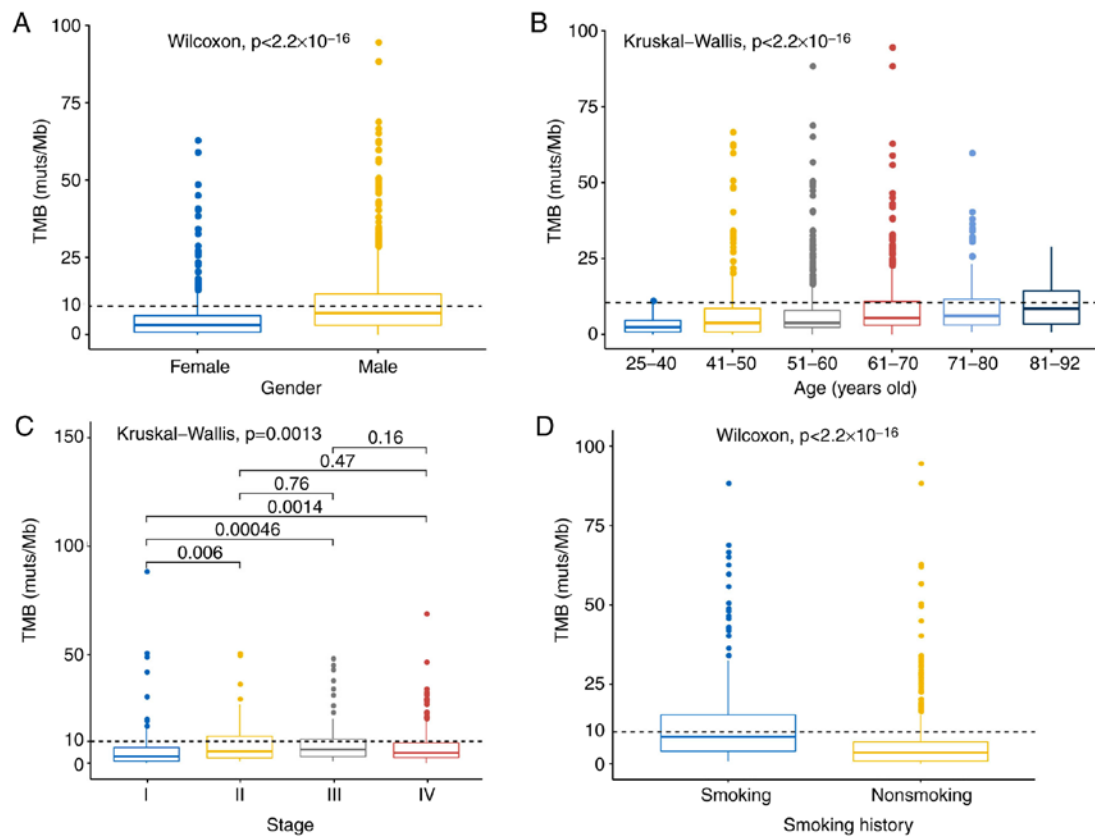 A
Wilcoxon, p<2.2×10−16
TMB (muts/Mb)
100
75
50
25
10
0
Female
Male
Gender
B
Kruskal−Wallis, p<2.2×10−16
TMB (muts/Mb)
100
75
50
25
10
0
25−40
41−50
51−60
61−70
71−80
81−92
Age (years old)
C
Kruskal−Wallis, p=0.0013
TMB (muts/Mb)
150
100
50
10
0
0.16
0.47
0.76
0.0014
0.00046
0.006
I
II
III
IV
Stage
D
Wilcoxon, p<2.2×10−16
TMB (muts/Mb)
100
75
50
25
10
0
Smoking
Nonsmoking
Smoking history